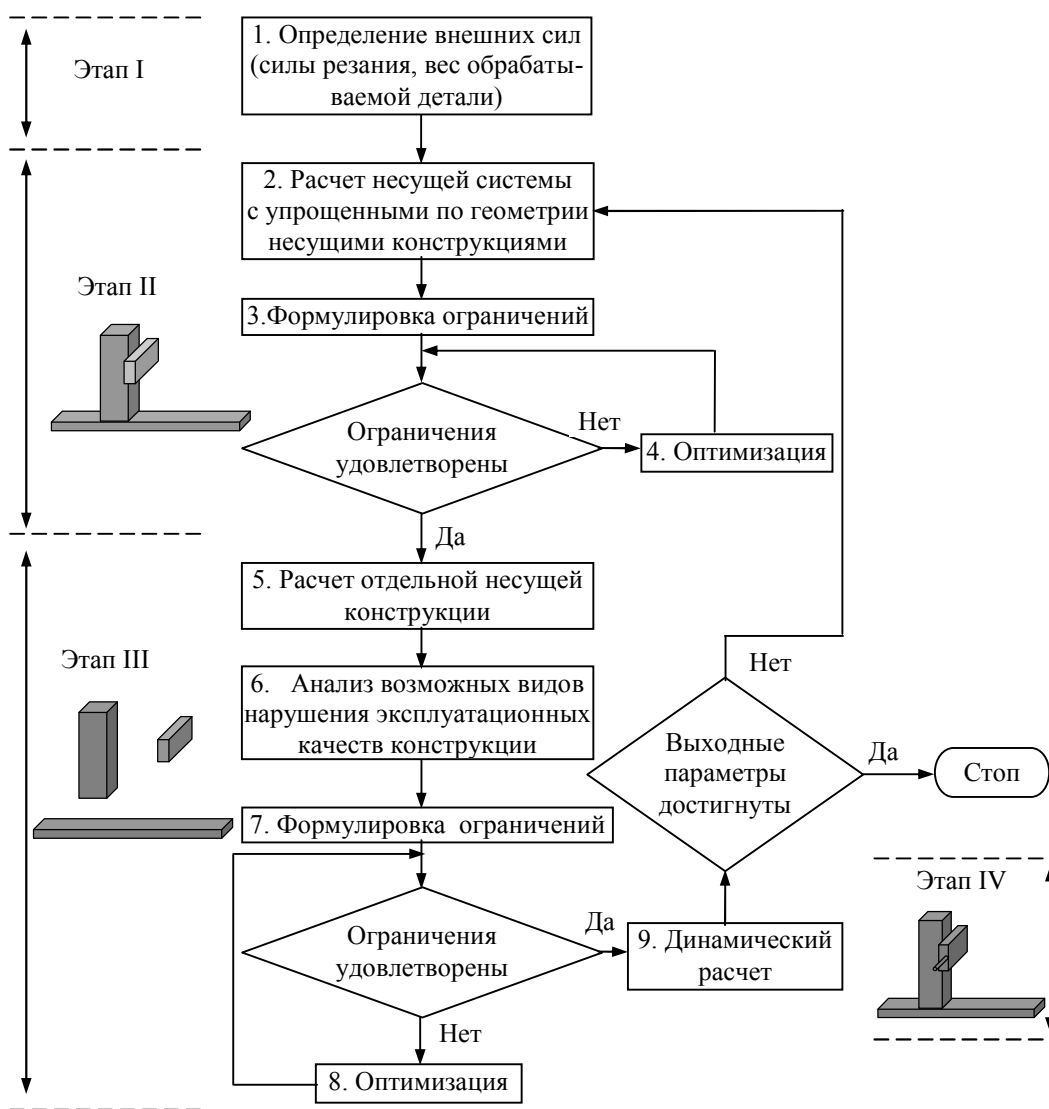 Этап I
1. Определение внешних сил
(силы резания, вес обрабаты-
ваемой детали)
2. Расчет несущей системы
с упрощенными по геометрии
несущими конструкциями
Этап II
3.Формулировка ограничений
Ограничения
удовлетворены
Нет
4. Оптимизация
Да
5. Расчет отдельной несущей
конструкции
Этап III
6. Анализ возможных видов
нарушения эксплуатационных
качеств конструкции
7. Формулировка ограничений
Ограничения
удовлетворены
Нет
8. Оптимизация
Да
9. Динамический
расчет
Выходные
параметры
достигнуты
Нет
Да
Стоп
Этап IV